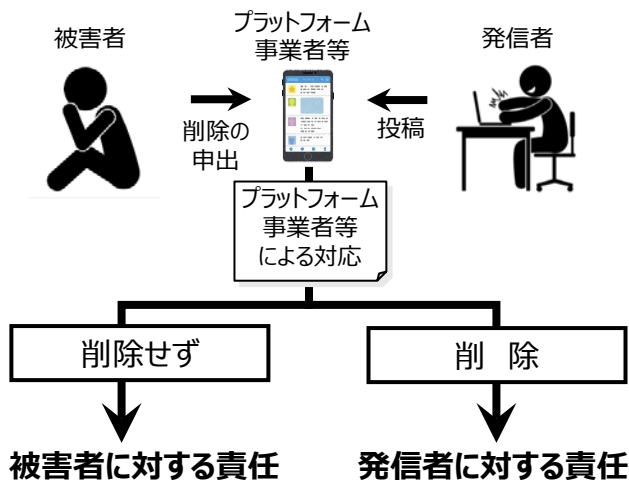 被害者
プラットフォーム
事業者等
発信者
削除の
申出
投稿
プラットフォーム
事業者等
による対応
削除せず
削　除
被害者に対する責任
発信者に対する責任